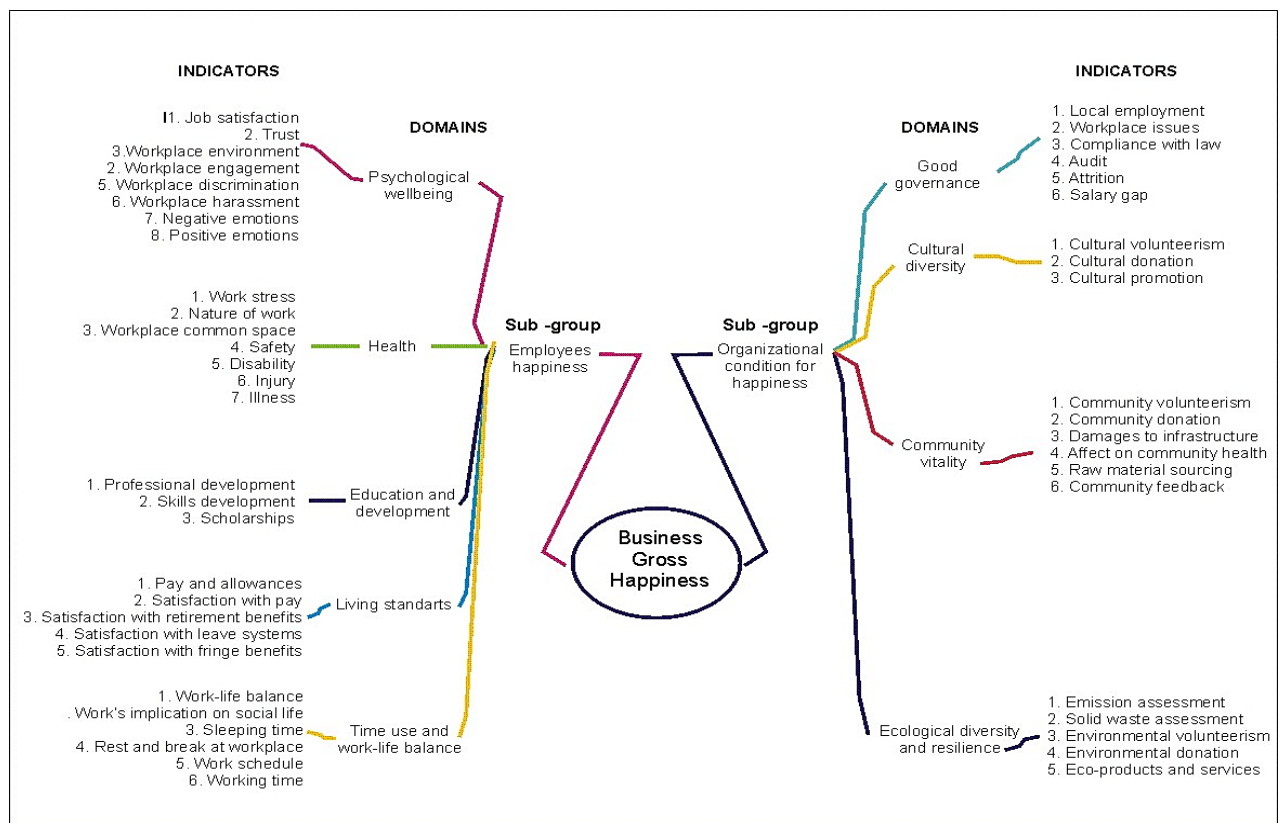 INDICATORS
I1. Job satisfaction
2. Trust
3.Workplace environment
2. Workplace engagement
5. Workplace discrimination
6. Workplace harassment
7. Negative emotions
8. Positive emotions
DOMAINS
Psychological
wellbeing
1. Work stress
2. Nature of work
3. Workplace common space
4. Safety
5. Disability
6. Injury
7. Illness
Health
1. Professional development
2. Skills development
3. Scholarships
Education and
development
1. Pay and allowances
2. Satisfaction with pay
3. Satisfaction with retirement benefits
4. Satisfaction with leave systems
5. Satisfaction with fringe benefits
Living standarts
1. Work-life balance
. Work's implication on social life
3. Sleeping time
4. Rest and break at workplace
5. Work schedule
6. Working time
Time use and
work-life balance
Sub -group
Employees
happiness
Business
Gross
Happiness
Sub -group
Organizational
condition for
happiness
DOMAINS
Good
governance
INDICATORS
1. Local employment
2. Workplace issues
3. Compliance with law
4. Audit
5. Attrition
6. Salary gap
Cultural
diversity
1. Cultural volunteerism
2. Cultural donation
3. Cultural promotion
Community
vitality
1. Community volunteerism
2. Community donation
3. Damages to infrastructure
4. Affect on community health
5. Raw material sourcing
6. Community feedback
Ecological diversity
and resilience
1. Emission assessment
2. Solid waste assessment
3. Environmental volunteerism
4. Environmental donation
5. Eco-products and services